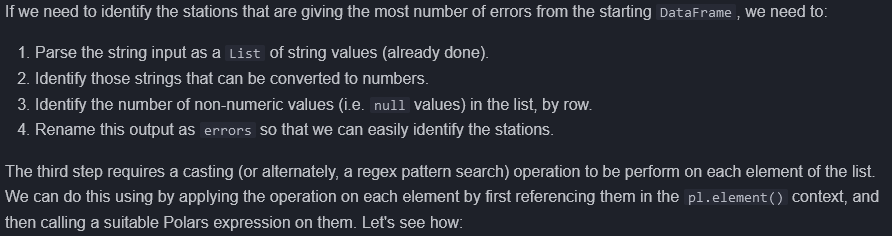 If we need to identify the stations that are giving the most number of errors from the starting DataFrame , we need to:
1. Parse the string input as a List of string values (already done).
2. Identify those strings that can be converted to numbers.
3. Identify the number of non-numeric values (i.e. null values) in the list, by row.
4. Rename this output as errors so that we can easily identify the stations.
The third step requires a casting (or alternately, a regex pattern search) operation to be perform on each element of the list.
We can do this using by applying the operation on each element by first referencing them in the pl.element() context, and
then calling a suitable Polars expression on them. Let's see how: